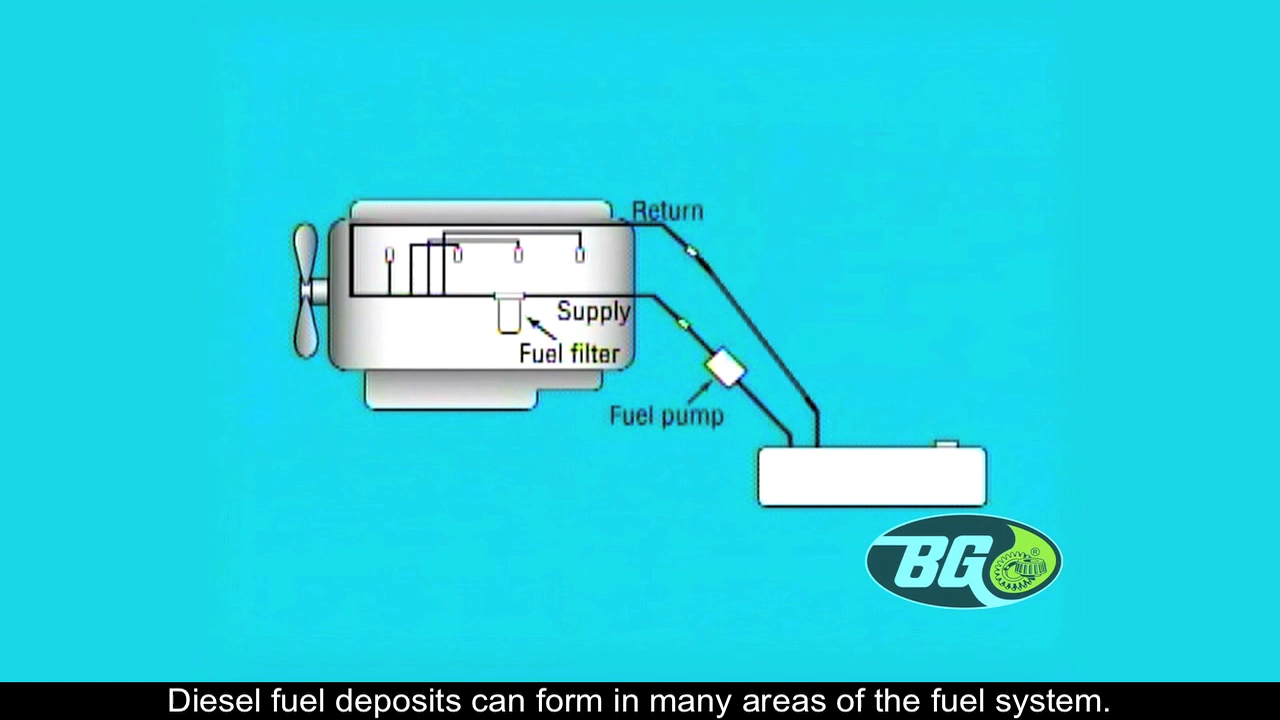 Return
Supply
Fuel filter
Fuel pump
BG®
Diesel fuel deposits can form in many areas of the fuel system.